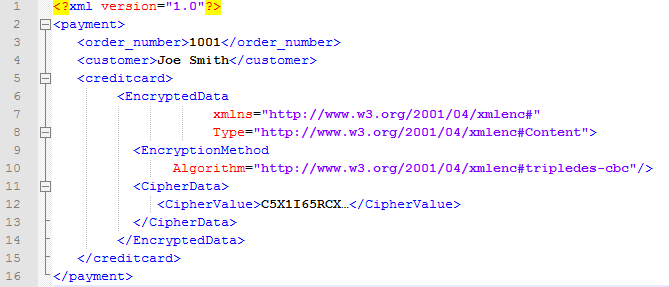 1 <?xml version="1.0"?>
2 <payment>
3 <order_number>1001</order_number>
4 <customer>Joe Smith</customer>
5 <creditcard>
6 <EncryptedData
7 xmlns="http://www.w3.org/2001/04/xmlenc#"
8 Type="http://www.w3.org/2001/04/xmlenc#Content">
9 <EncryptionMethod
10 Algorithm="http://www.w3.org/2001/04/xmlenc#tripledes-cbc"/>
11 <CipherData>
12 <CipherValue>C5X1I65RCX…</CipherValue>
13 </CipherData>
14 </EncryptedData>
15 </creditcard>
16 </payment>